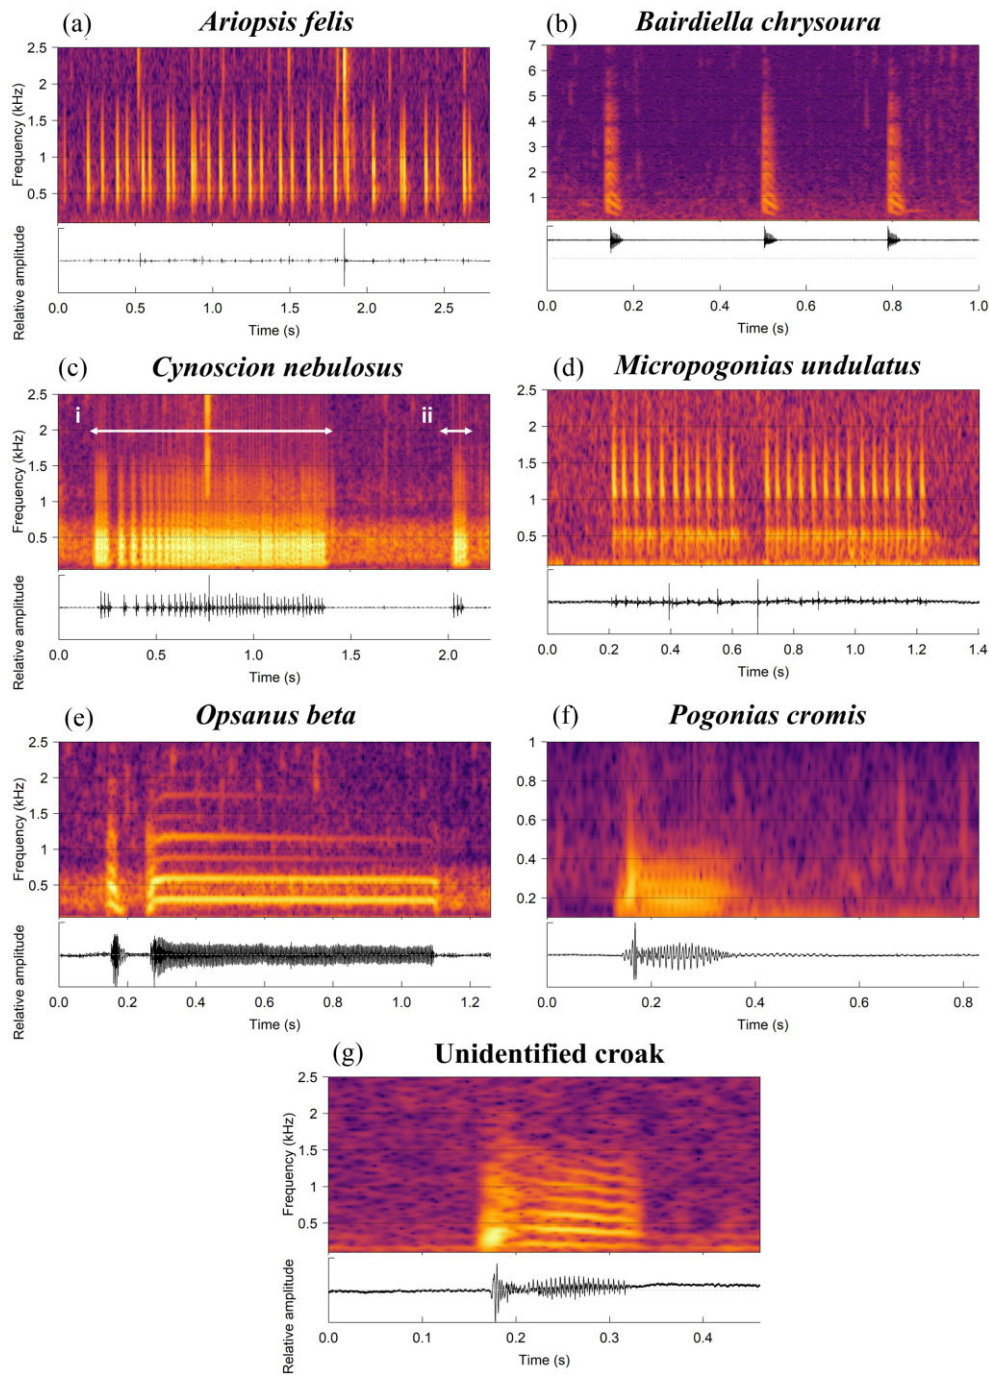 (a) Ariopsis felis
Frequency (kHz)
2.5
2
1.5
1
0.5
Relative amplitude
0.0 0.5 1.0 1.5 2.0 2.5
Time (s)
(b) Bairdiella chrysoura
7
6
5
4
3
2
1
0.0 0.2 0.4 0.6 0.8 1.0
Time (s)
(c) Cynoscion nebulosus
Frequency (kHz)
2.5
2
1.5
1
0.5
i ii
Relative amplitude
0.0 0.5 1.0 1.5 2.0
Time (s)
(d) Micropogonias undulatus
2.5
2
1.5
1
0.5
0.0 0.2 0.4 0.6 0.8 1.0 1.2 1.4
Time (s)
(e) Opsanus beta
Frequency (kHz)
2.5
2
1.5
1
0.5
Relative amplitude
0.0 0.2 0.4 0.6 0.8 1.0 1.2
Time (s)
(f) Pogonias cromis
1
0.8
0.6
0.4
0.2
0.0 0.2 0.4 0.6 0.8
Time (s)
(g) Unidentified croak
Frequency (kHz)
2.5
2
1.5
1
0.5
Relative amplitude
0.0 0.1 0.2 0.3 0.4
Time (s)